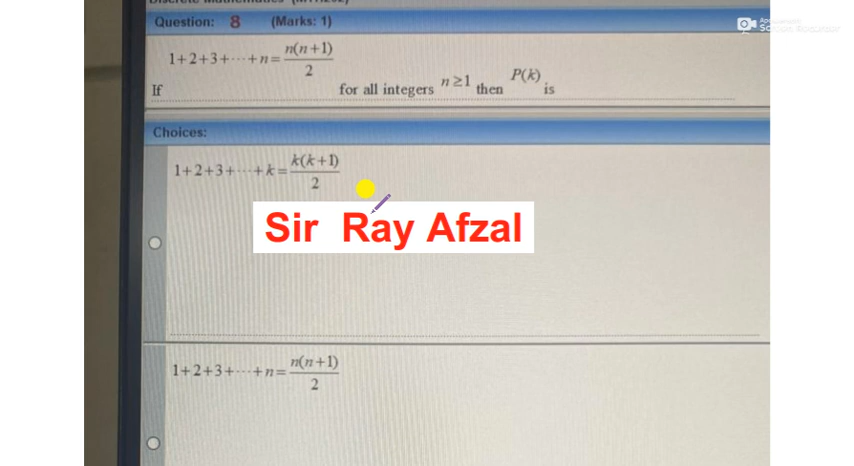 Question: 8 (Marks: 1)
1+2+3+···+n= n(n+1)/2
If for all integers n≥1 then P(k) is
Choices:
1+2+3+···+k= k(k+1)/2
Sir Ray Afzal
1+2+3+···+n= n(n+1)/2